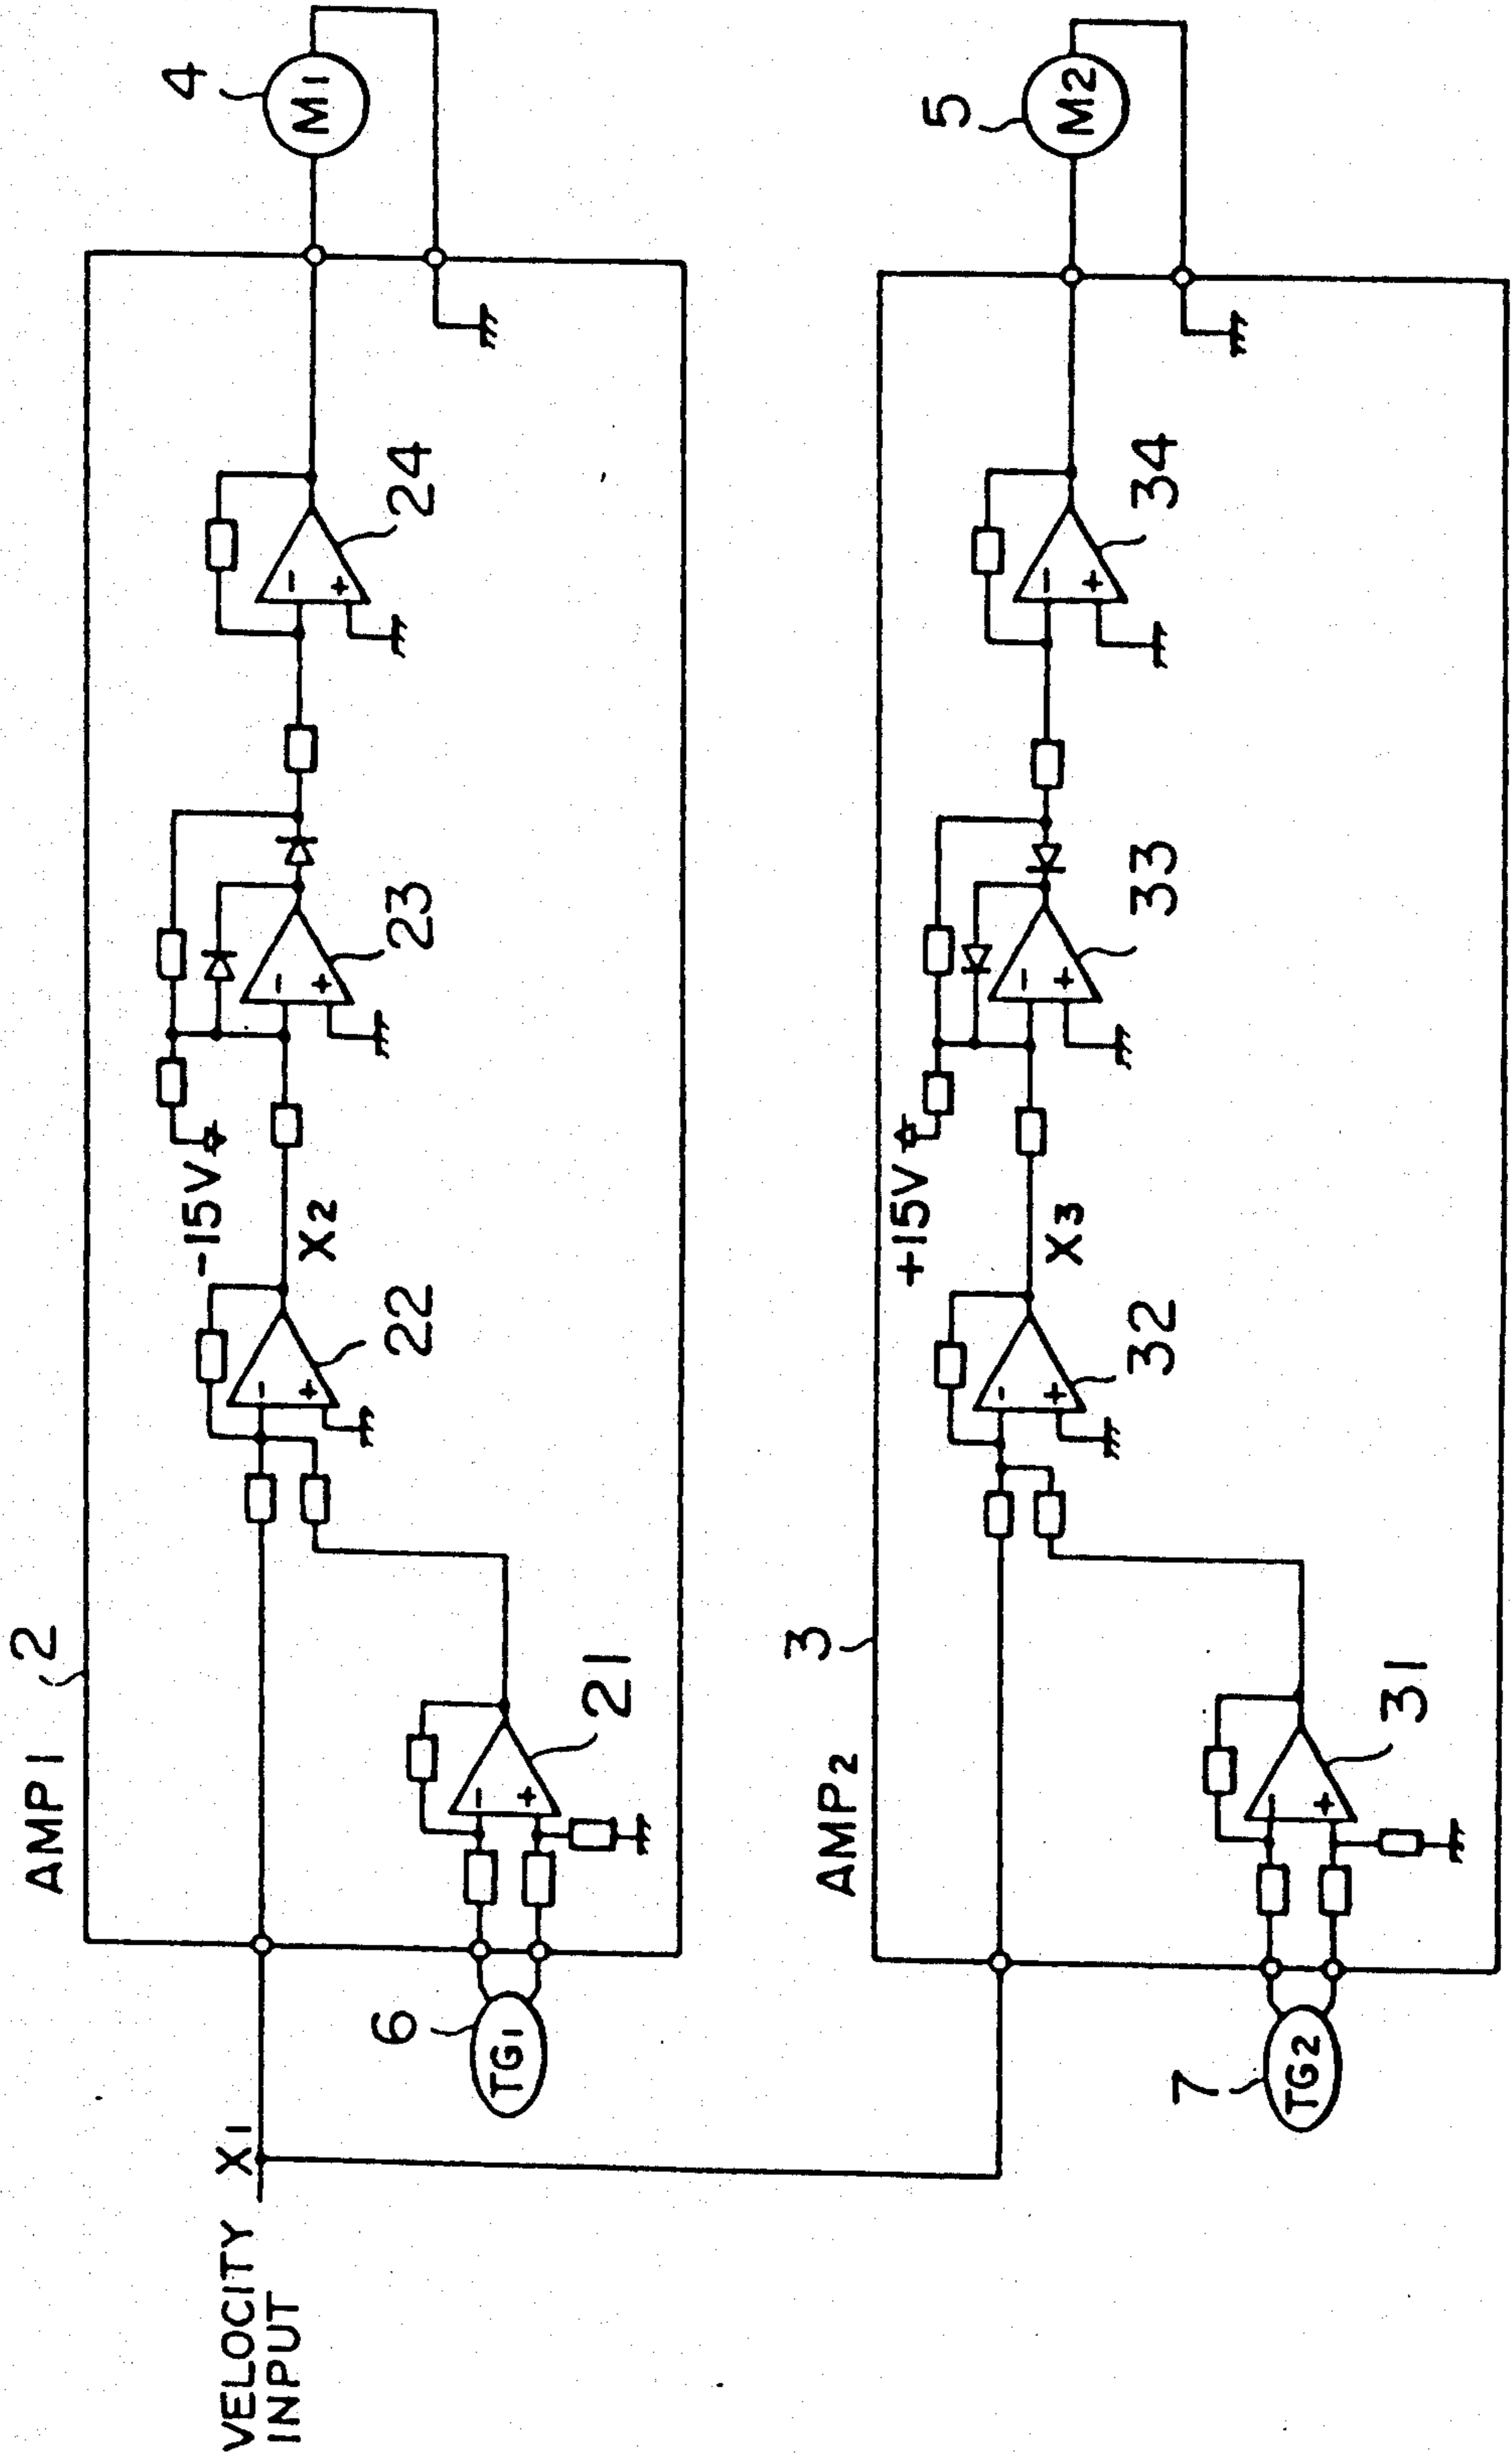 VELOCITY
INPUT
X1
AMP1
2
6
TG1
21
22
X2
-15V
23
24
4
M1
AMP2
3
7
TG2
31
32
X3
+15V
33
34
5
M2